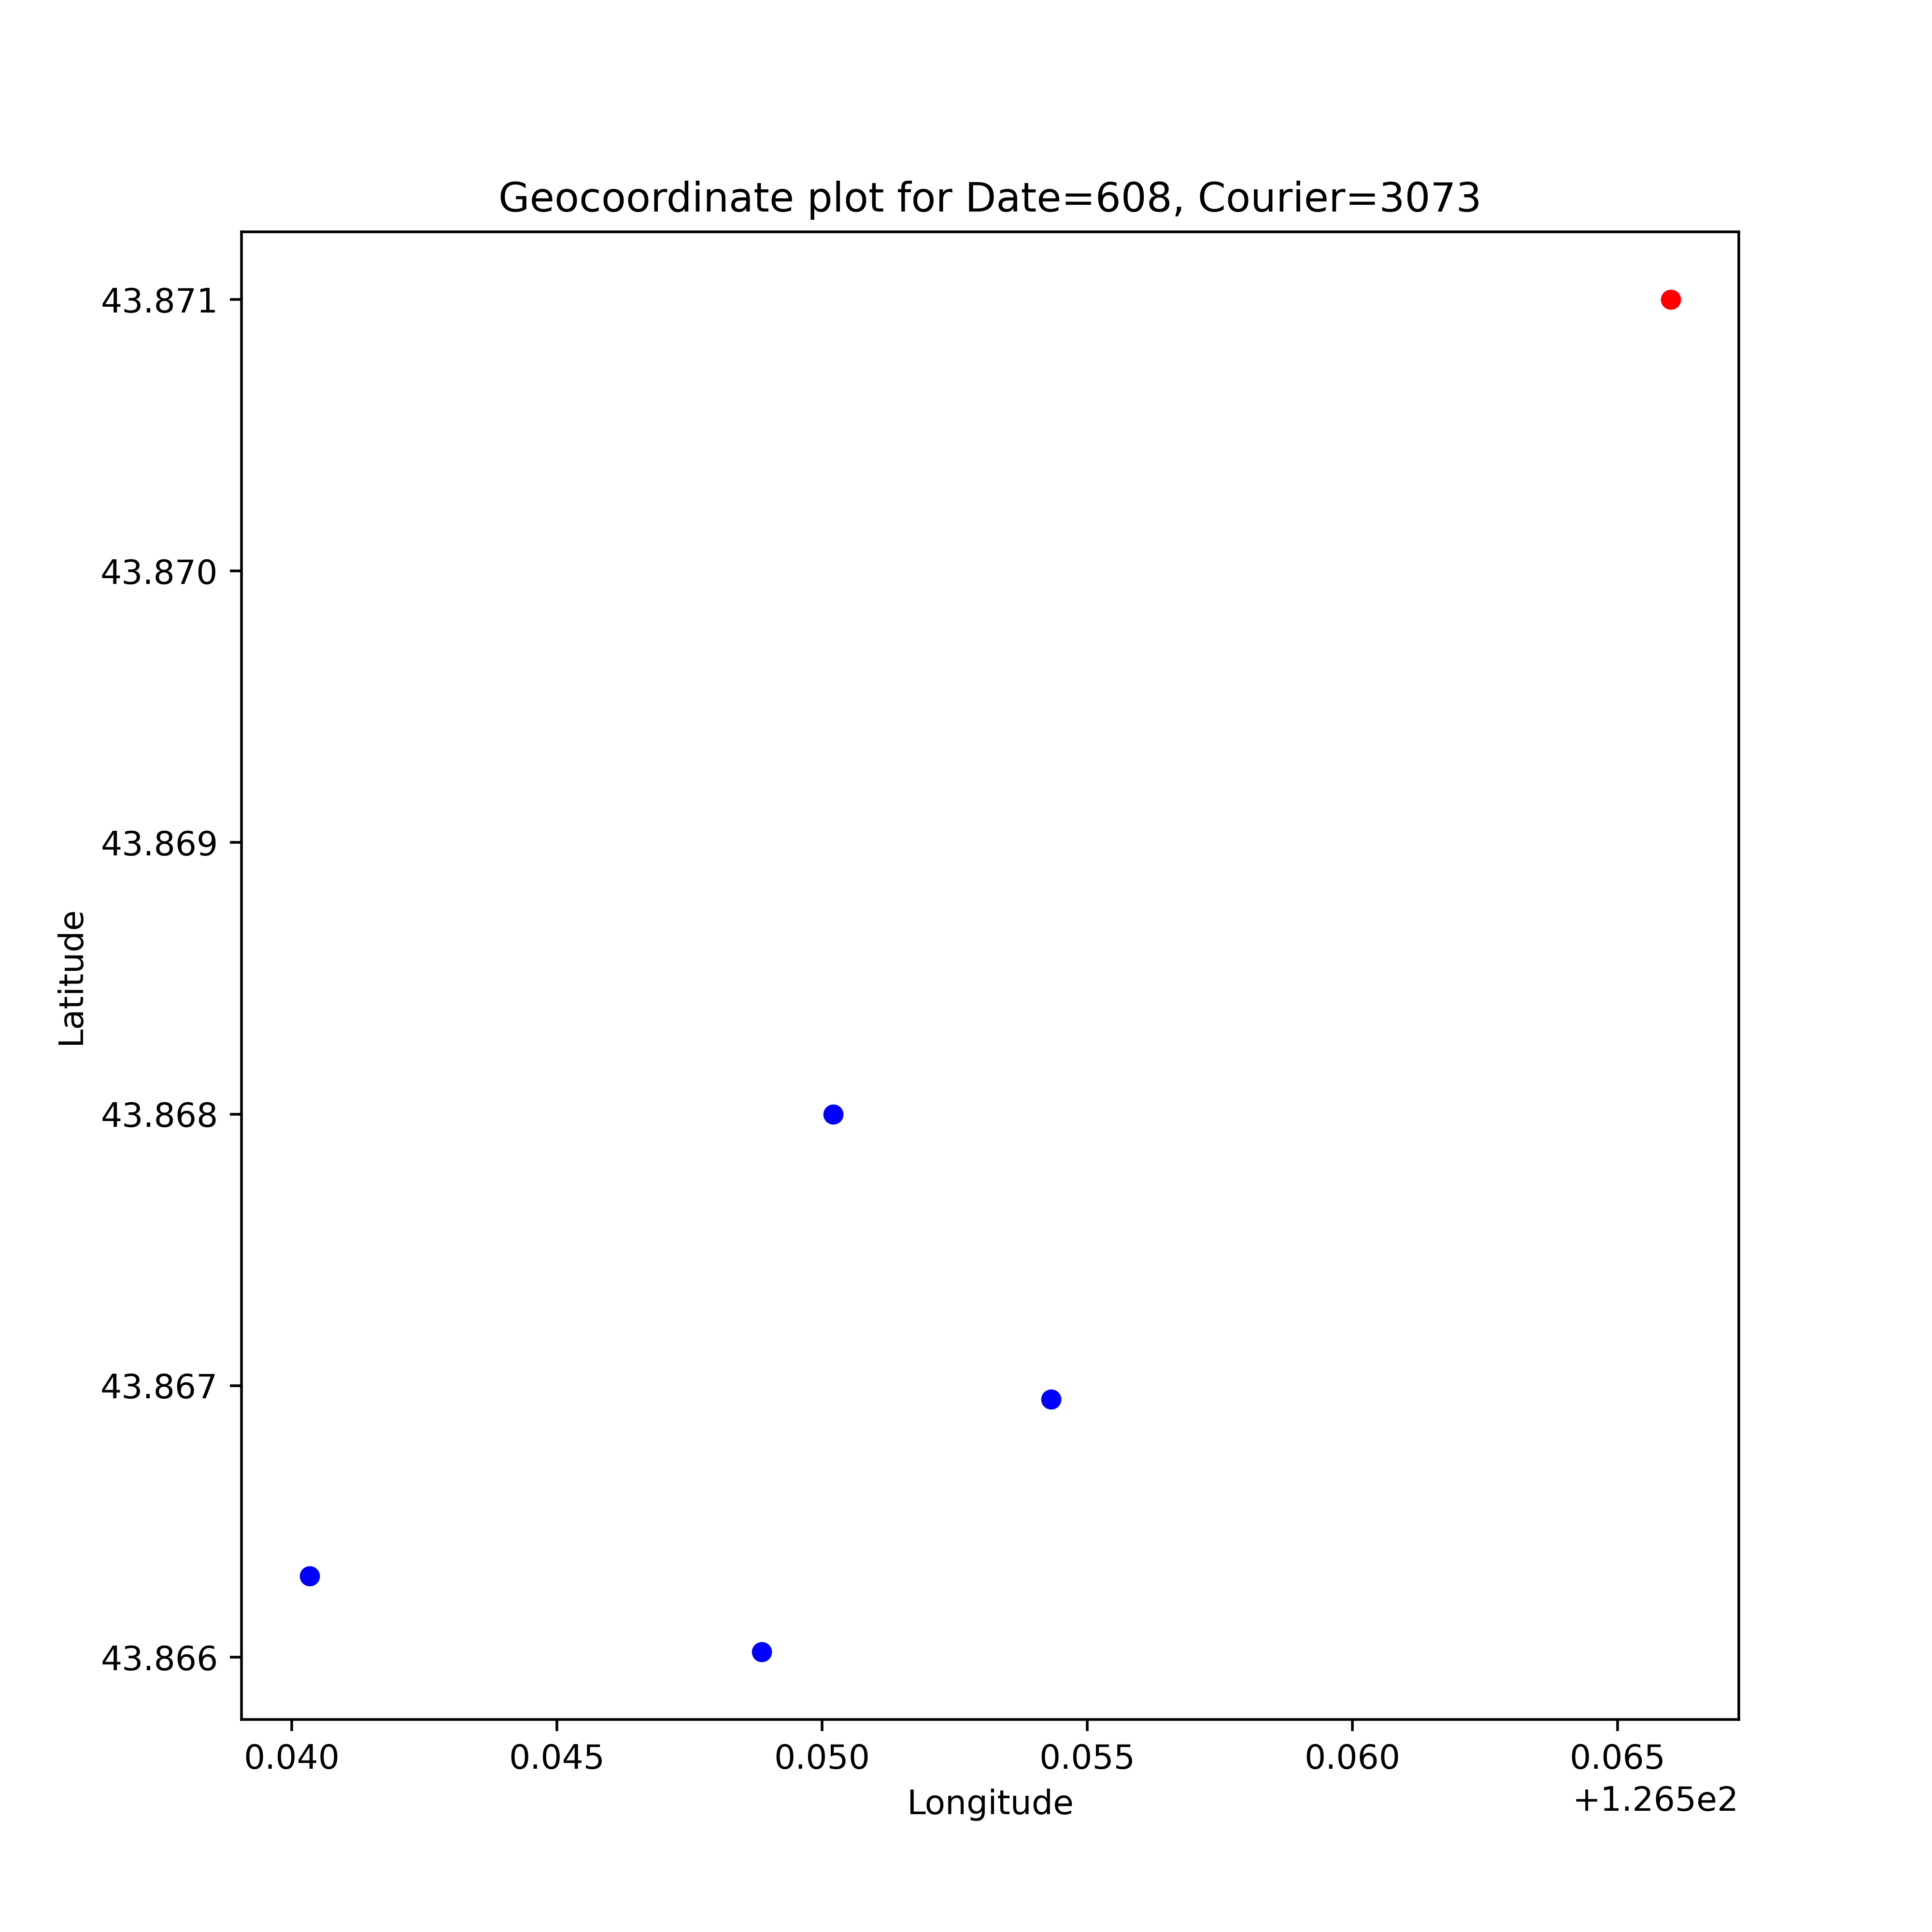 Geocoordinate plot for Date=608, Courier=3073
43.871
43.870
43.869
43.868
43.867
43.866
Latitude
0.040 0.045 0.050 0.055 0.060 0.065
+1.265e2
Longitude